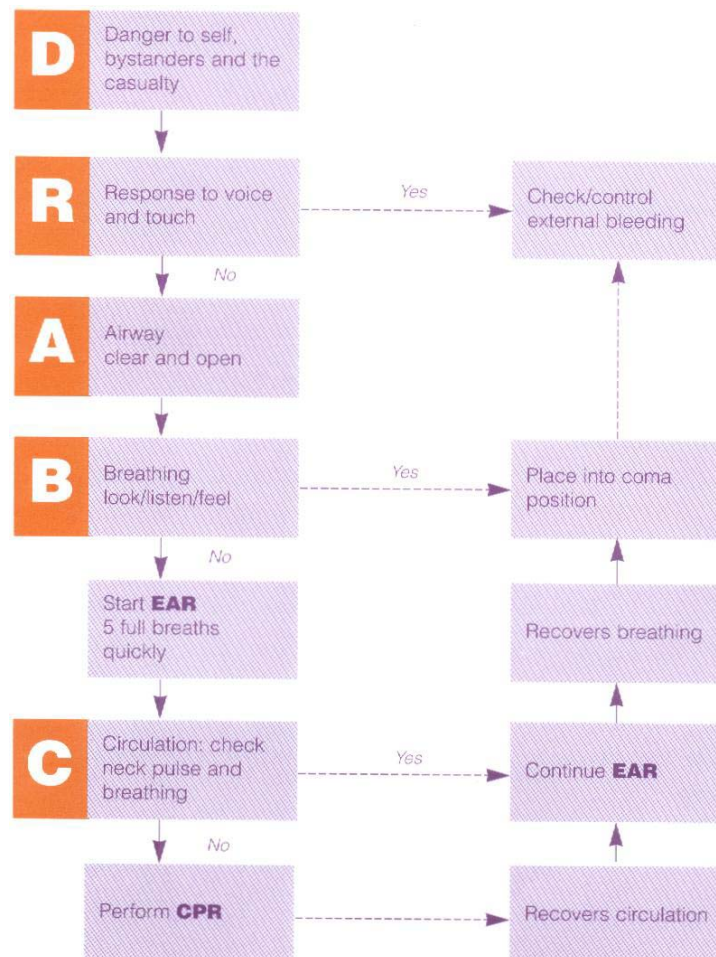 D
Danger to self,
bystanders and the
casualty
R
Response to voice
and touch
Yes
Check/control
external bleeding
No
A
Airway
clear and open
B
Breathing
look/listen/feel
Yes
Place into coma
position
No
Start EAR
5 full breaths
quickly
Recovers breathing
C
Circulation: check
neck pulse and
breathing
Yes
Continue EAR
No
Perform CPR
Recovers circulation